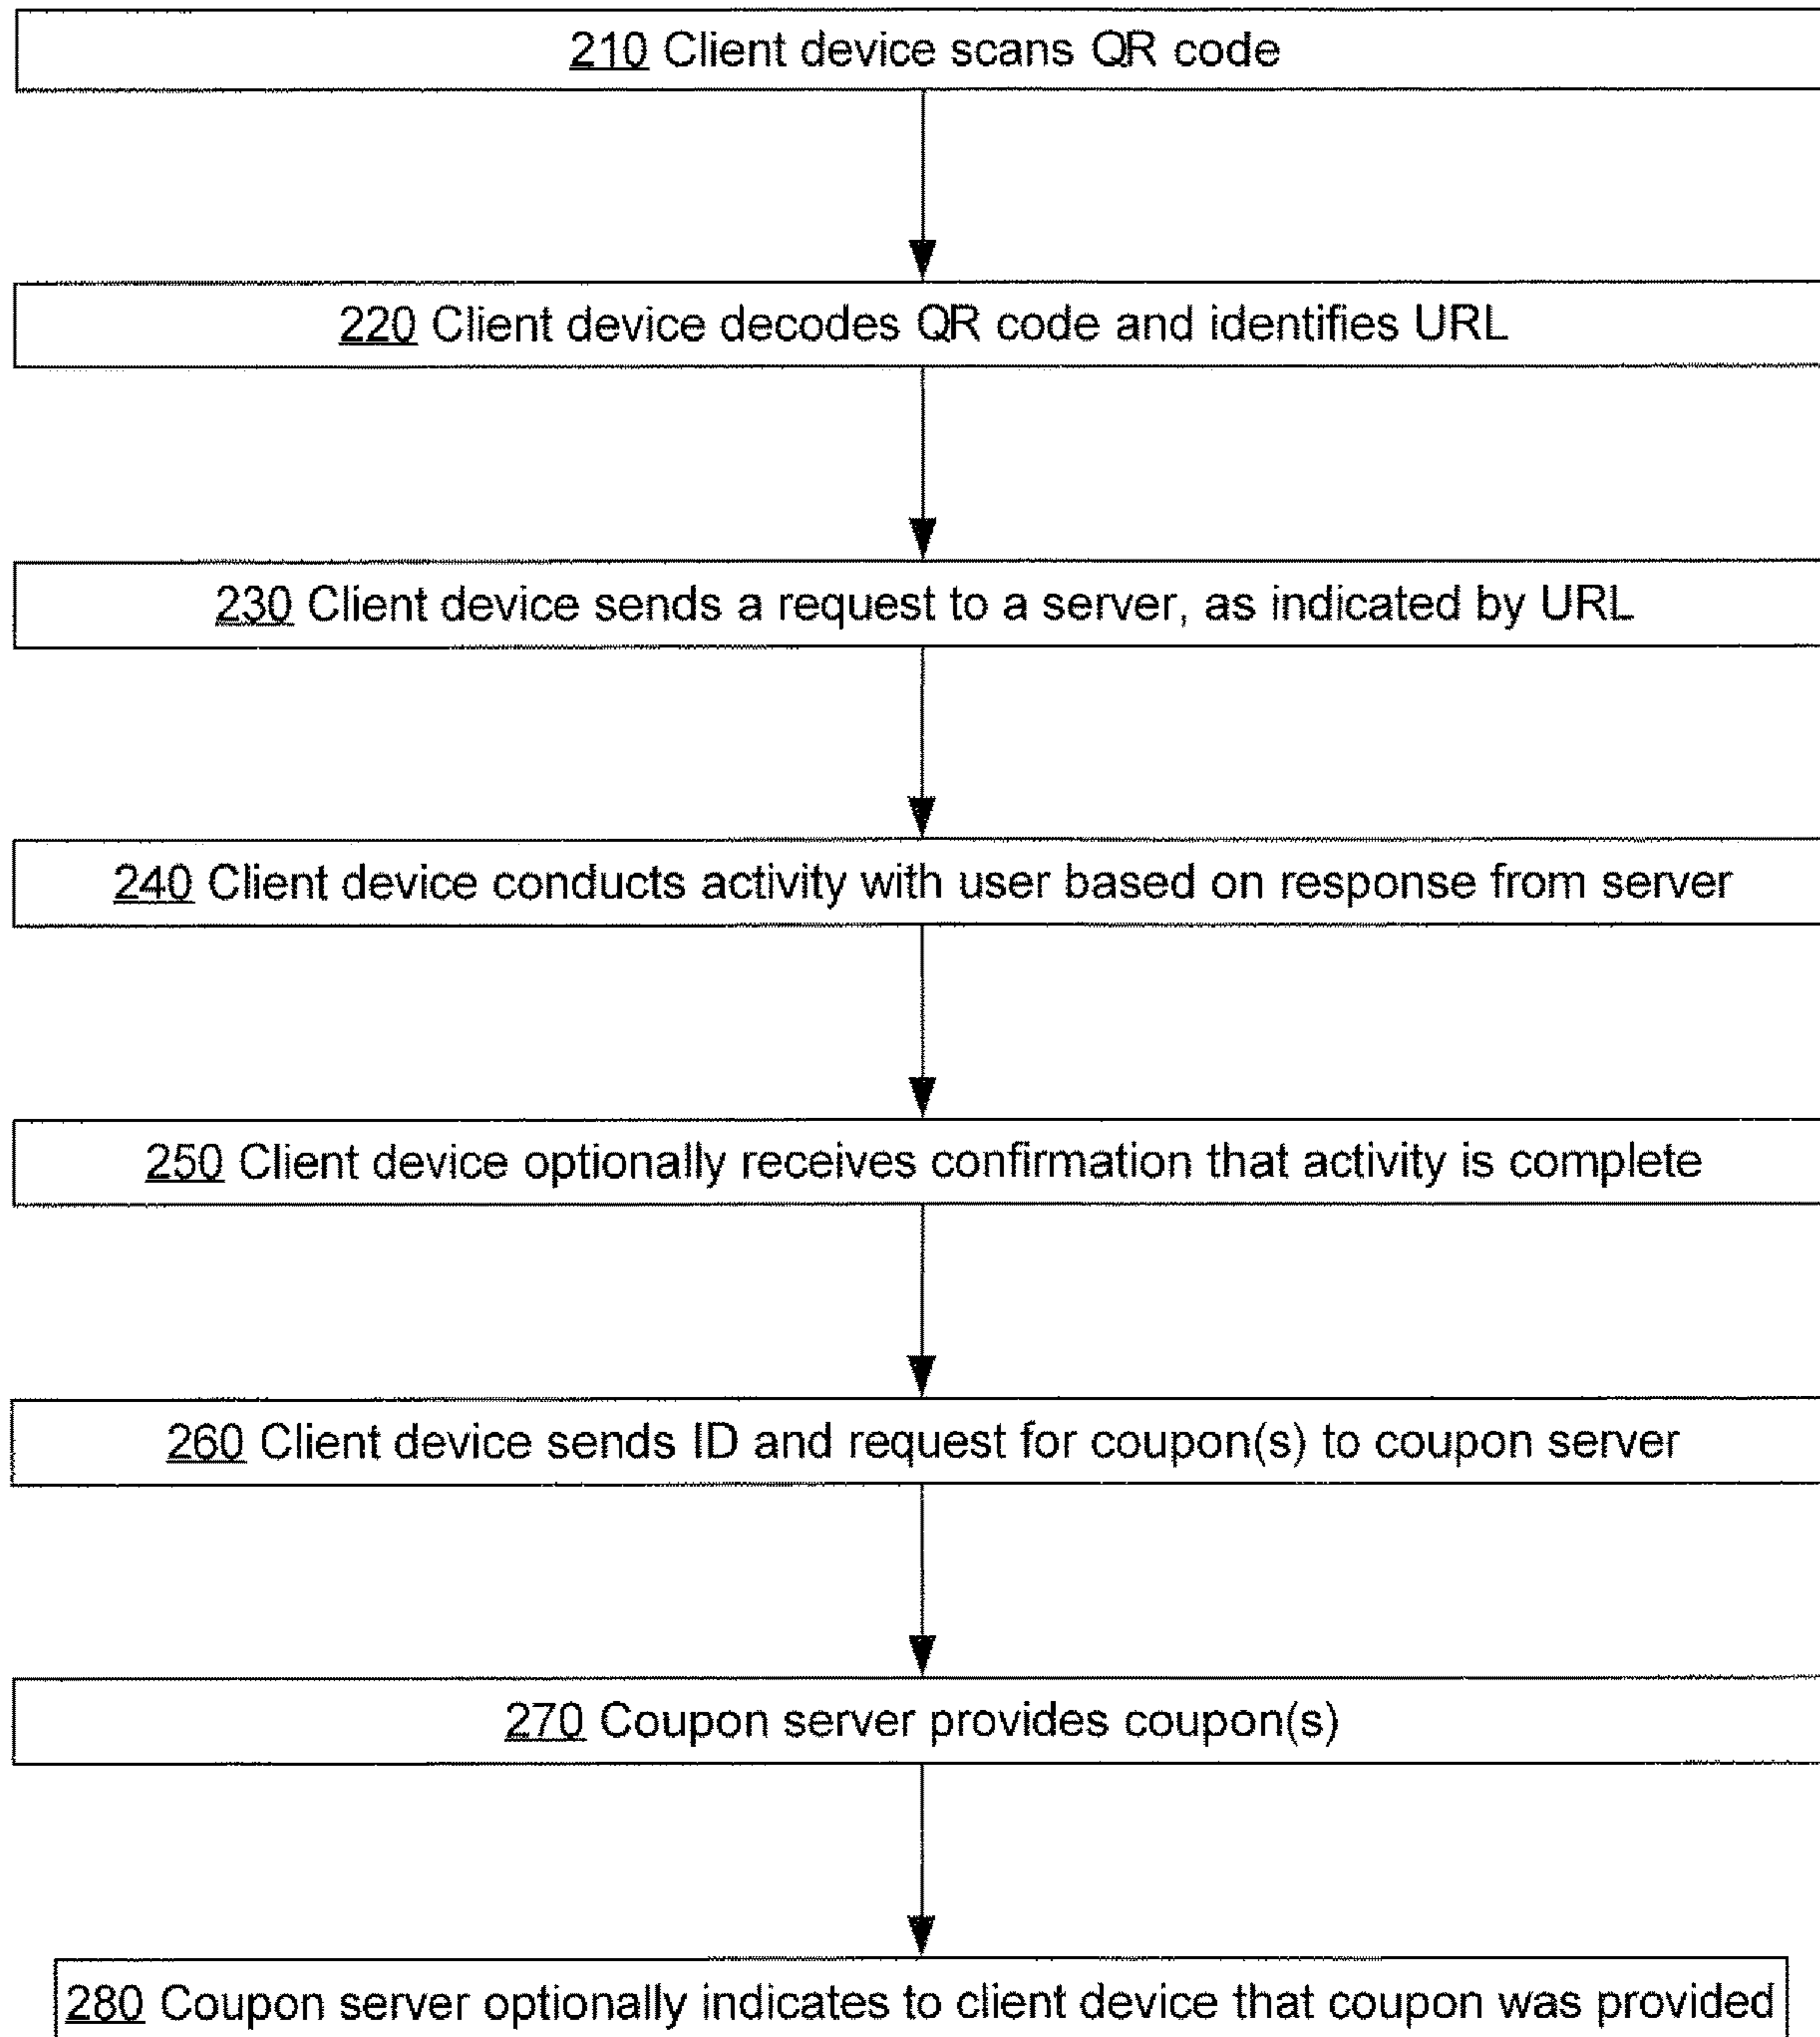 210 Client device scans QR code
220 Client device decodes QR code and identifies URL
230 Client device sends a request to a server, as indicated by URL
240 Client device conducts activity with user based on response from server
250 Client device optionally receives confirmation that activity is complete
260 Client device sends ID and request for coupon(s) to coupon server
270 Coupon server provides coupon(s)
280 Coupon server optionally indicates to client device that coupon was provided